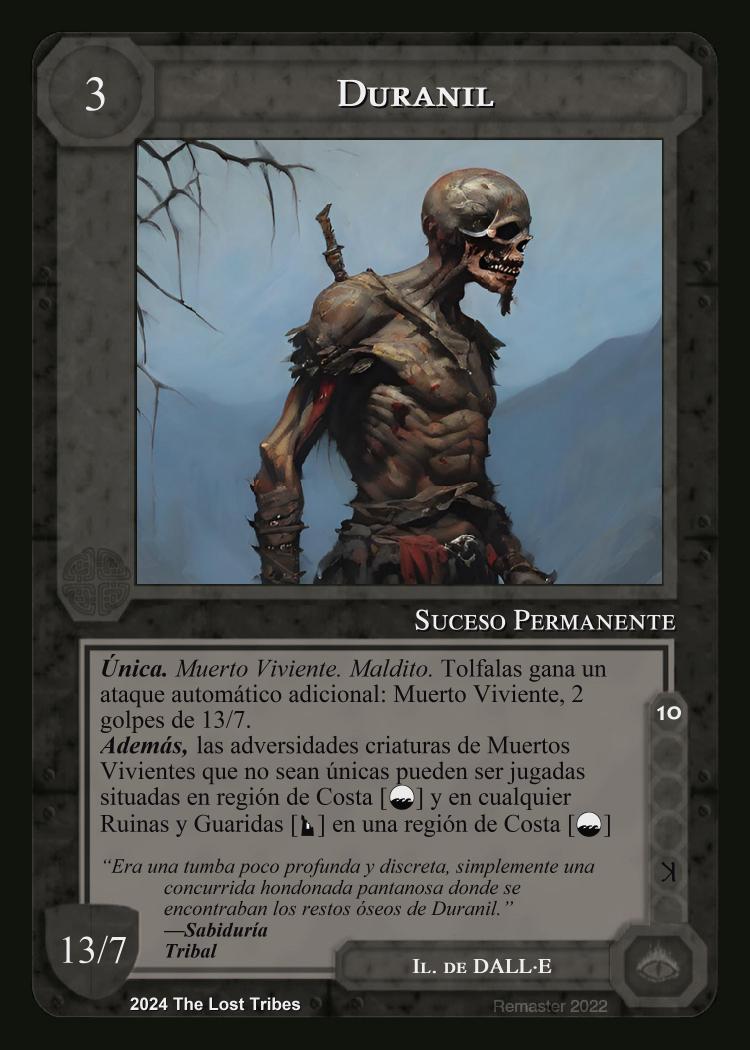 3
DURANIL
SUCESO PERMANENTE
Única. Muerto Viviente. Maldito. Tolfalas gana un
ataque automático adicional: Muerto Viviente, 2
golpes de 13/7.
Además, las adversidades criaturas de Muertos
Vivientes que no sean únicas pueden ser jugadas
situadas en región de Costa [ ] y en cualquier
Ruinas y Guaridas [ ] en una región de Costa [ ]
10
“Era una tumba poco profunda y discreta, simplemente una
concurrida hondonada pantanosa donde se
encontraban los restos óseos de Duranil.”
—Sabiduría
Tribal
13/7
IL. DE DALL·E
2024 The Lost Tribes
Remaster 2022